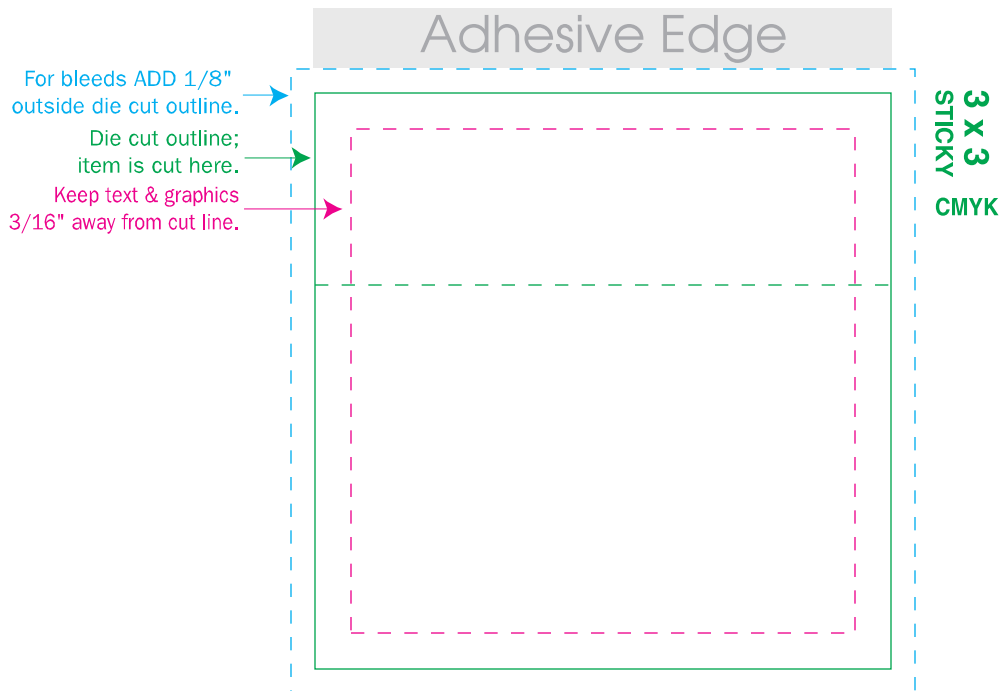 Adhesive Edge
For bleeds ADD 1/8"
outside die cut outline.
Die cut outline;
item is cut here.
Keep text & graphics
3/16" away from cut line.
3 x 3
STICKY
CMYK